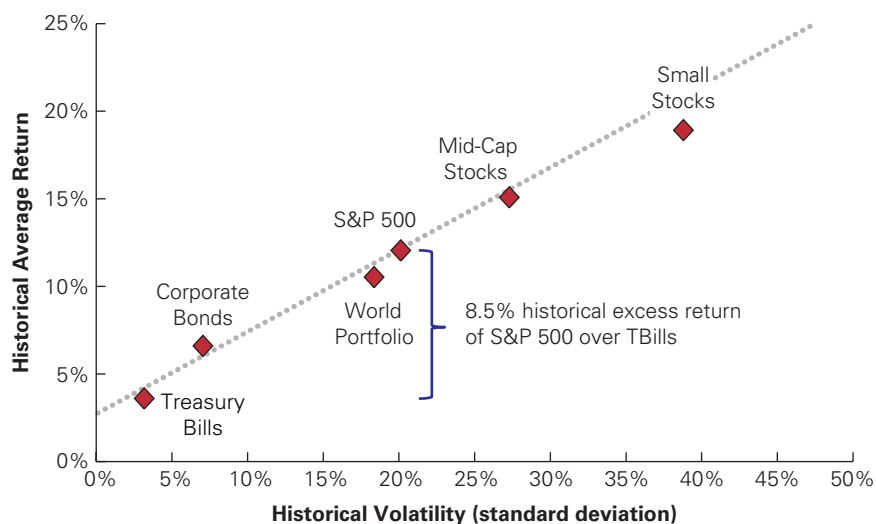 25%
20%
15%
10%
5%
0%
Historical Average Return
Small
Stocks
Mid-Cap
Stocks
S&P 500
World
Portfolio
Corporate
Bonds
Treasury
Bills
8.5% historical excess return
of S&P 500 over TBills
0% 5% 10% 15% 20% 25% 30% 35% 40% 45% 50%
Historical Volatility (standard deviation)